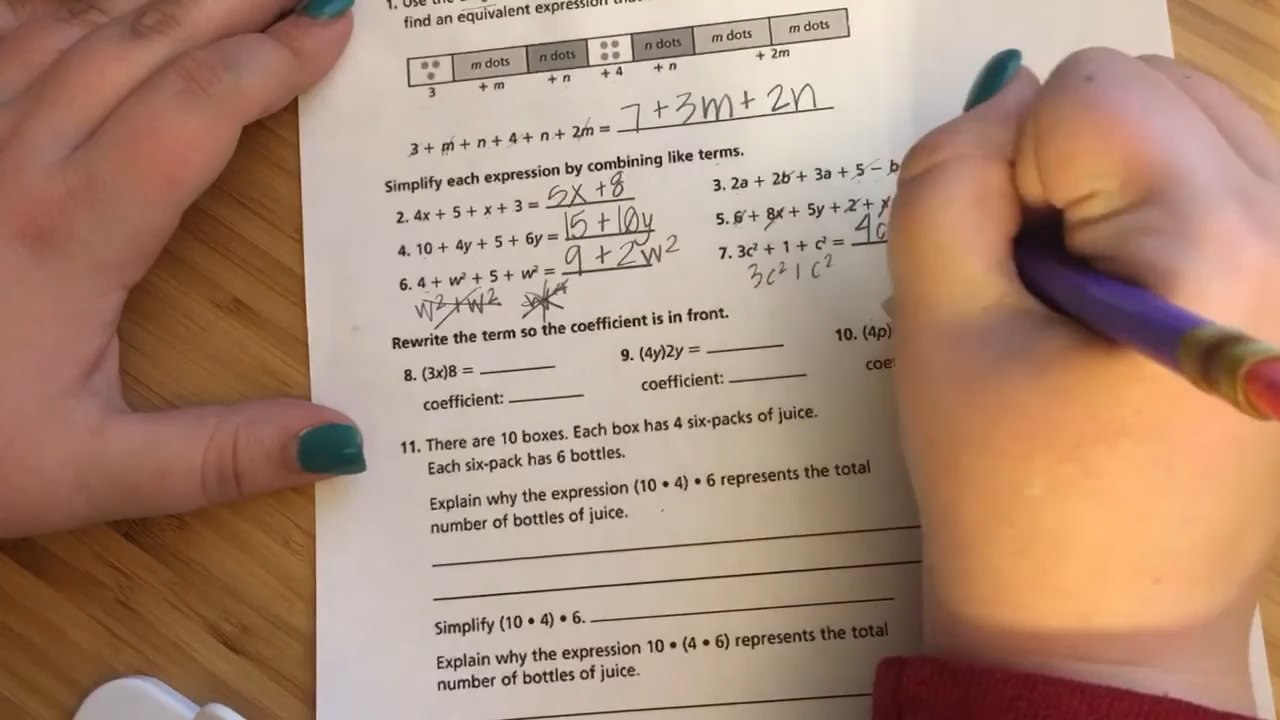 1. Use the
find an equivalent expression
m dots n dots n dots m dots m dots
3 + m + n + 4 + n + 2m
3 + m + n + 4 + n + 2m = 7 + 3m + 2n
Simplify each expression by combining like terms.
2. 4x + 5 + x + 3 = 5x + 8
3. 2a + 2b + 3a + 5 − b
4. 10 + 4y + 5 + 6y = 15 + 10y
5. 6 + 8x + 5y + 2 + x
6. 4 + w² + 5 + w² = 9 + 2w²
w² + w²
7. 3c² + 1 + c² = 4c
3c² 1 c²
Rewrite the term so the coefficient is in front.
8. (3x)8 =
coefficient:
9. (4y)2y =
coefficient:
10. (4p)
coe
11. There are 10 boxes. Each box has 4 six-packs of juice.
Each six-pack has 6 bottles.
Explain why the expression (10 • 4) • 6 represents the total
number of bottles of juice.
Simplify (10 • 4) • 6.
Explain why the expression 10 • (4 • 6) represents the total
number of bottles of juice.